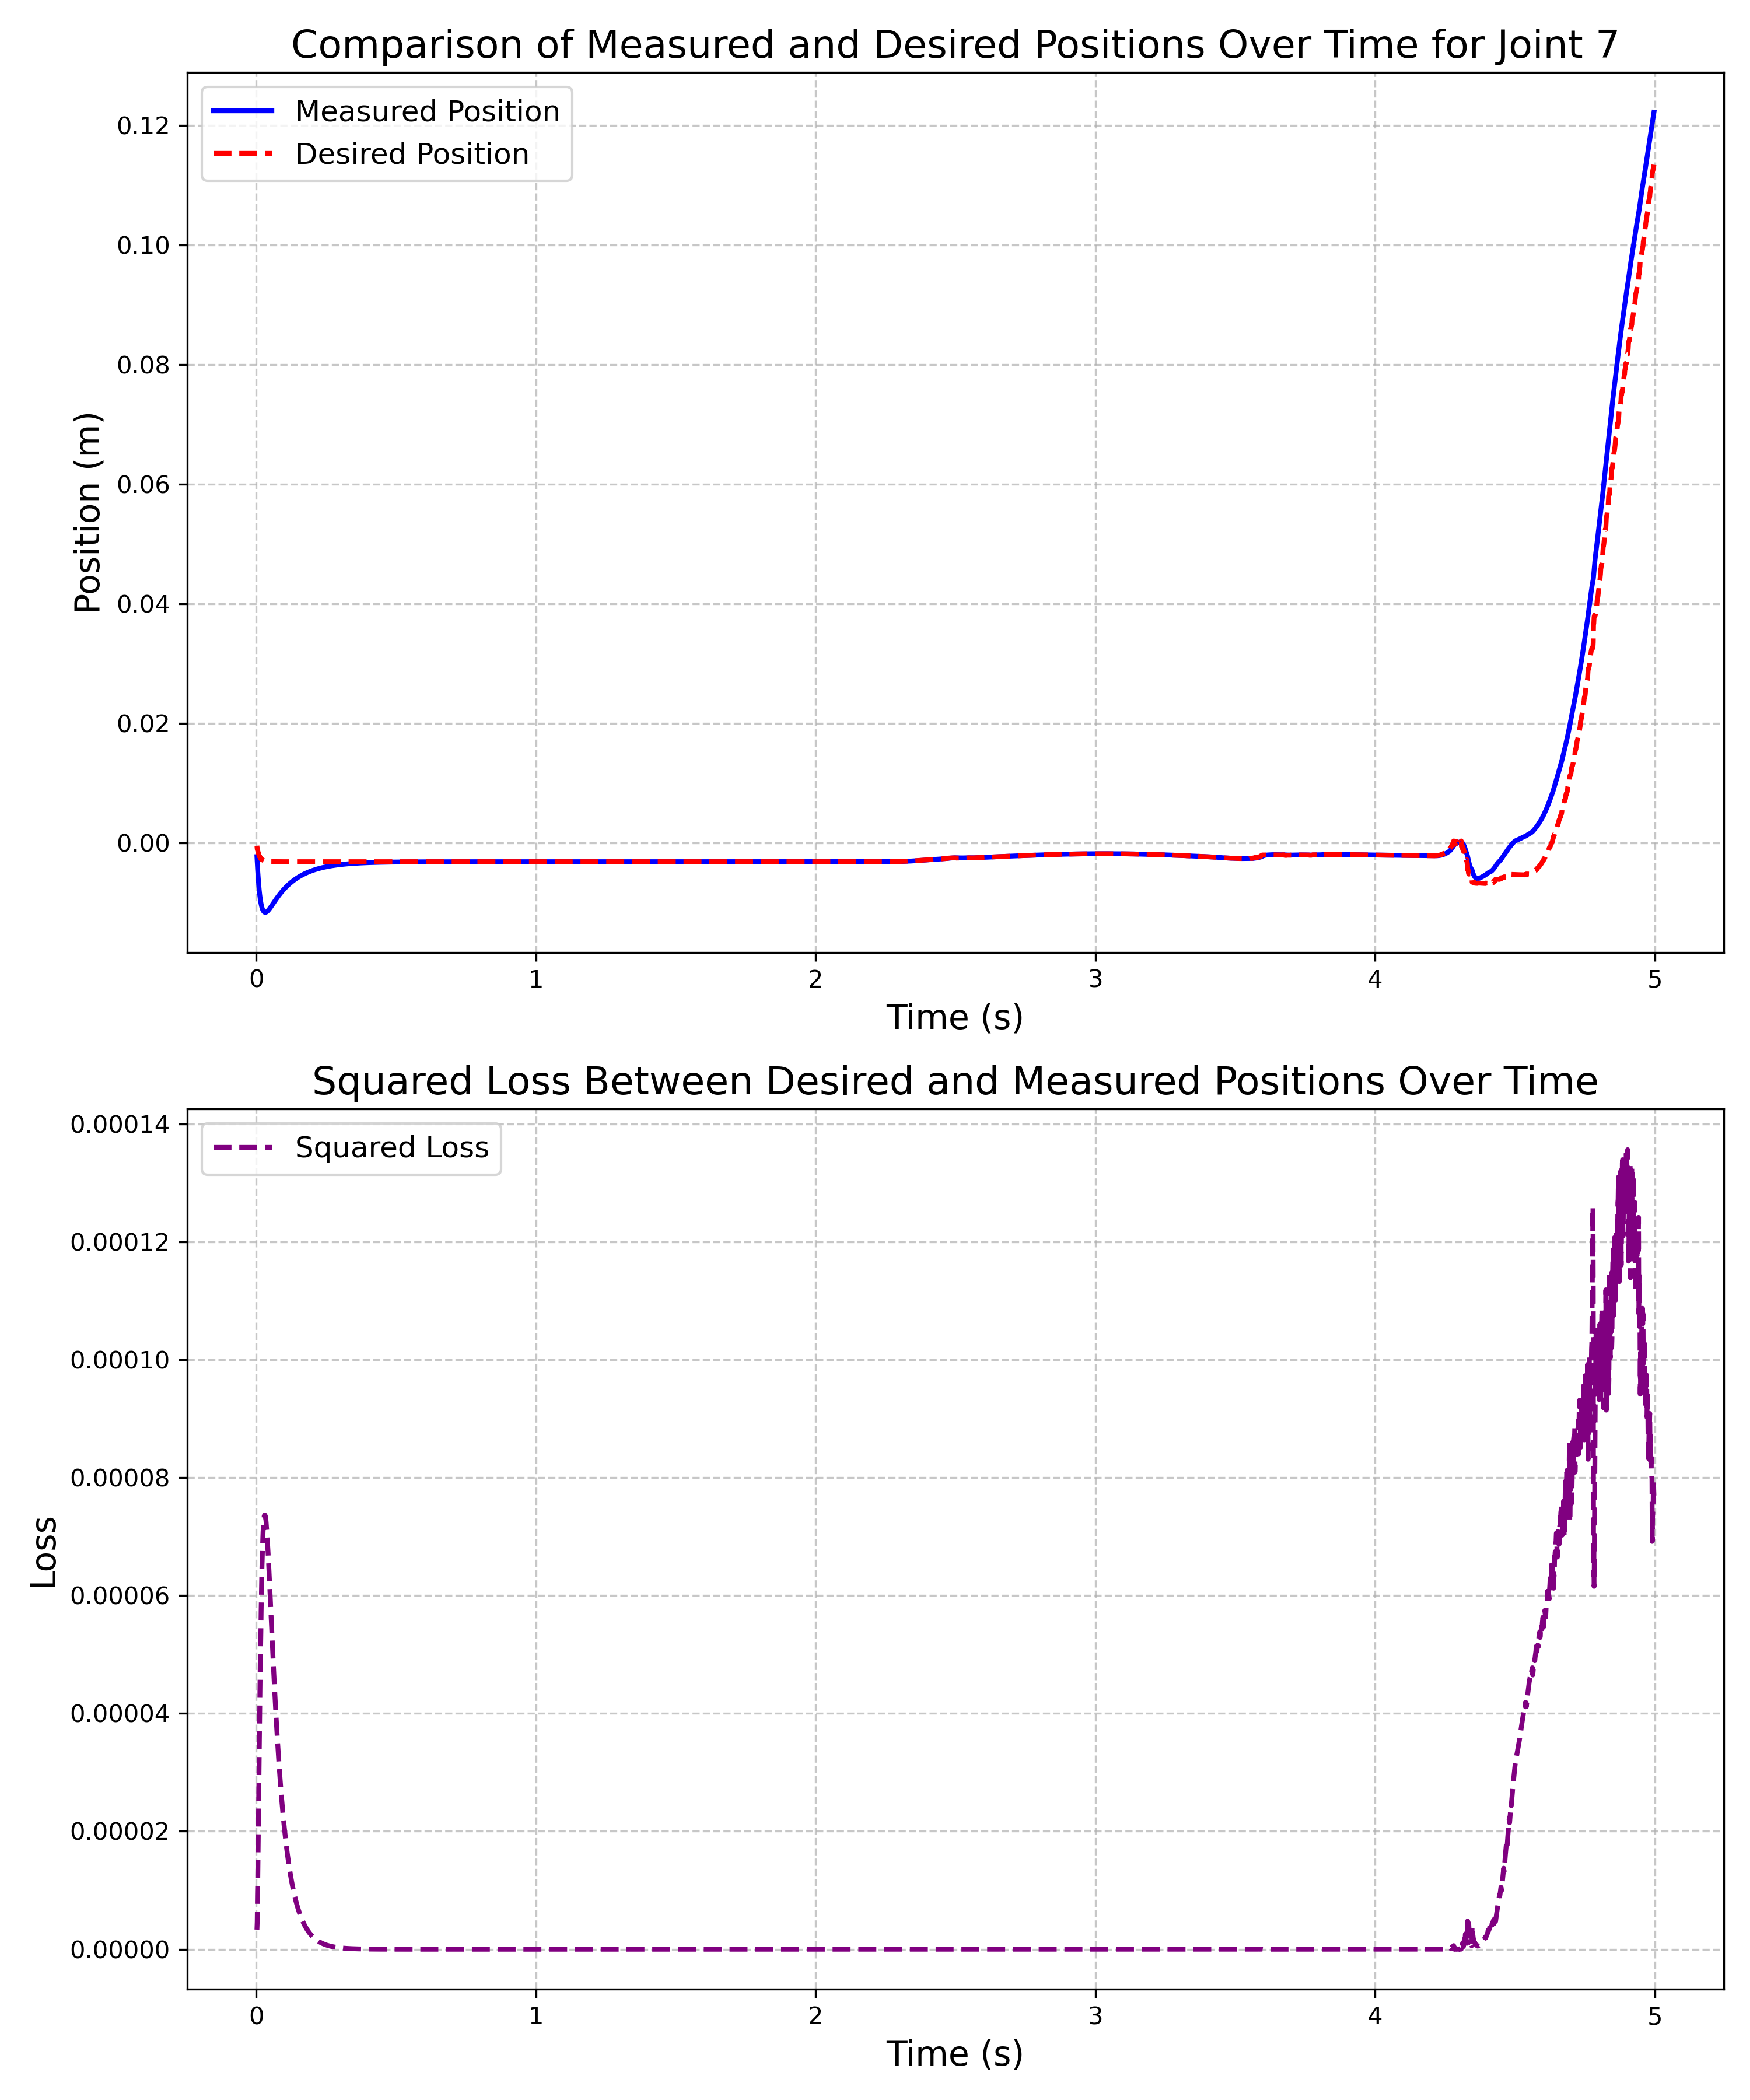 Comparison of Measured and Desired Positions Over Time for Joint 7
Measured Position
Desired Position
0.12
0.10
0.08
0.06
0.04
0.02
0.00
Position (m)
0 1 2 3 4 5
Time (s)
Squared Loss Between Desired and Measured Positions Over Time
Squared Loss
0.00014
0.00012
0.00010
0.00008
0.00006
0.00004
0.00002
0.00000
Loss
0 1 2 3 4 5
Time (s)